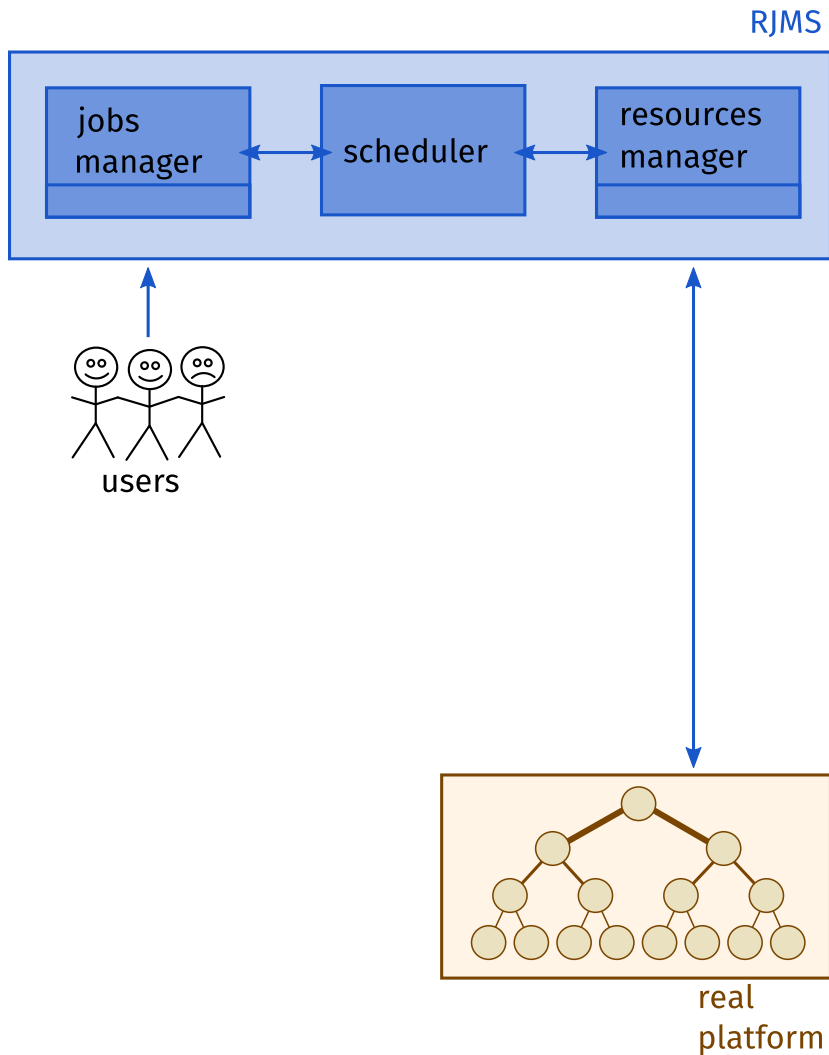 RJMS
jobs
manager
scheduler
resources
manager
users
real
platform